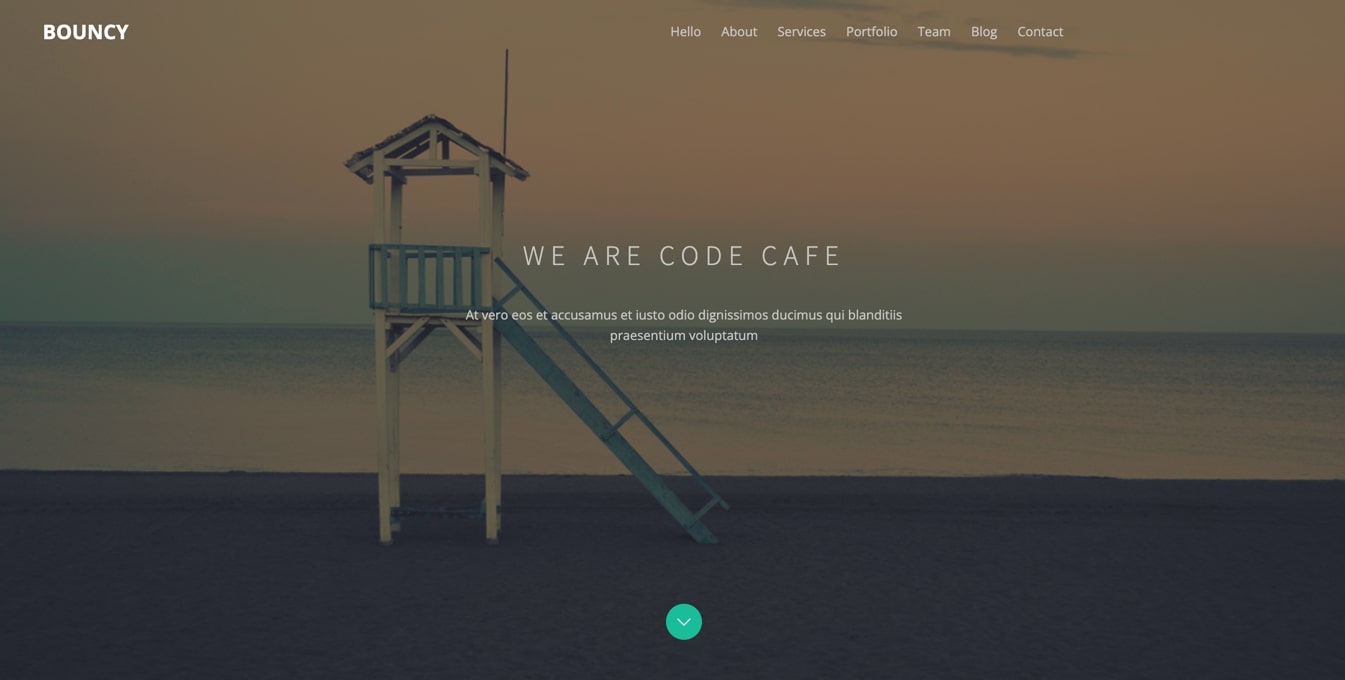 BOUNCY
Hello About Services Portfolio Team Blog Contact
WE ARE CODE CAFE
At vero eos et accusamus et iusto odio dignissimos ducimus qui blanditiis
praesentium voluptatum